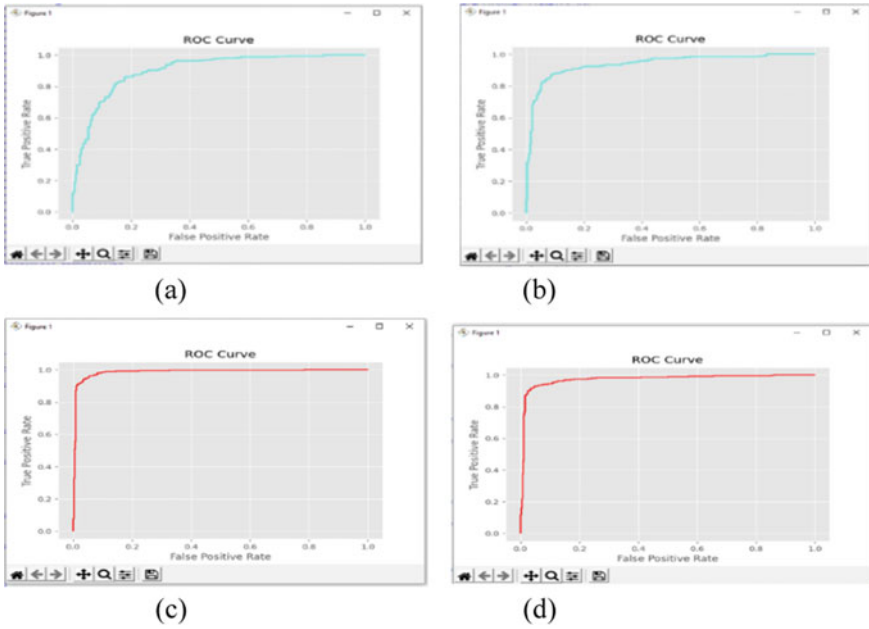 Figure 1
ROC Curve
1.0
0.8
0.6
0.4
0.2
0.0
True Positive Rate
0.0 0.2 0.4 0.6 0.8 1.0
False Positive Rate
(a)
Figure 1
ROC Curve
1.0
0.8
0.6
0.4
0.2
0.0
True Positive Rate
0.0 0.2 0.4 0.6 0.8 1.0
False Positive Rate
(b)
Figure 1
ROC Curve
1.0
0.8
0.6
0.4
0.2
0.0
True Positive Rate
0.0 0.2 0.4 0.6 0.8 1.0
False Positive Rate
(c)
Figure 1
ROC Curve
1.0
0.8
0.6
0.4
0.2
0.0
True Positive Rate
0.0 0.2 0.4 0.6 0.8 1.0
False Positive Rate
(d)